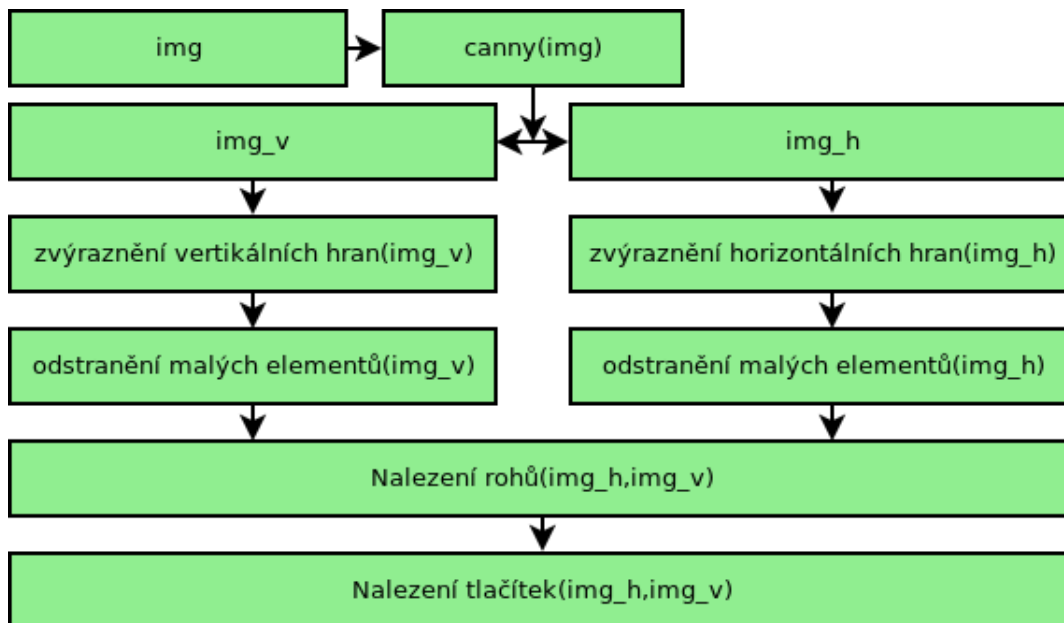 img
canny(img)
img_v
img_h
zvýraznění vertikálních hran(img_v)
zvýraznění horizontálních hran(img_h)
odstranění malých elementů(img_v)
odstranění malých elementů(img_h)
Nalezení rohů(img_h,img_v)
Nalezení tlačítek(img_h,img_v)